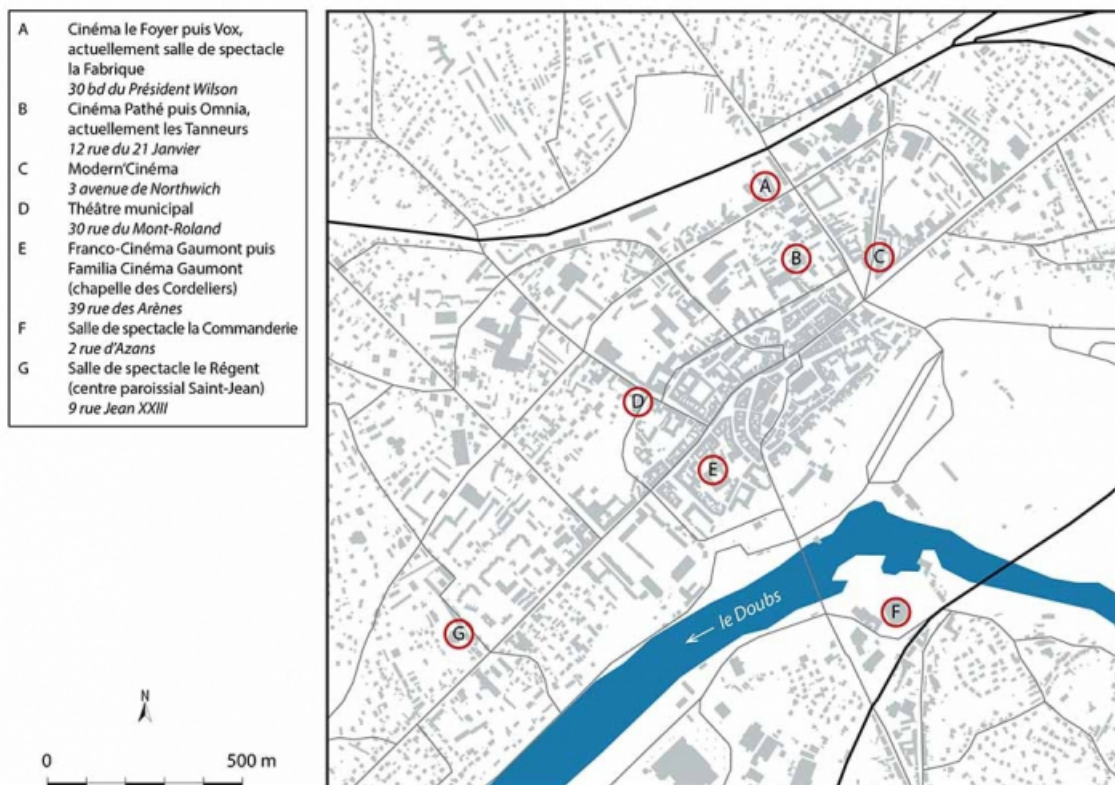 A Cinéma le Foyer puis Vox,
actuellement salle de spectacle
la Fabrique
30 bd du Président Wilson
B Cinéma Pathé puis Omnia,
actuellement les Tanneurs
12 rue du 21 Janvier
C Modern'Cinéma
3 avenue de Northwich
D Théâtre municipal
30 rue du Mont-Roland
E Franco-Cinéma Gaumont puis
Familia Cinéma Gaumont
(chapelle des Cordeliers)
39 rue des Arènes
F Salle de spectacle la Commanderie
2 rue d'Azans
G Salle de spectacle le Régent
(centre paroissial Saint-Jean)
9 rue Jean XXIII
N
0 500 m
A
B
C
D
E
F
G
← le Doubs